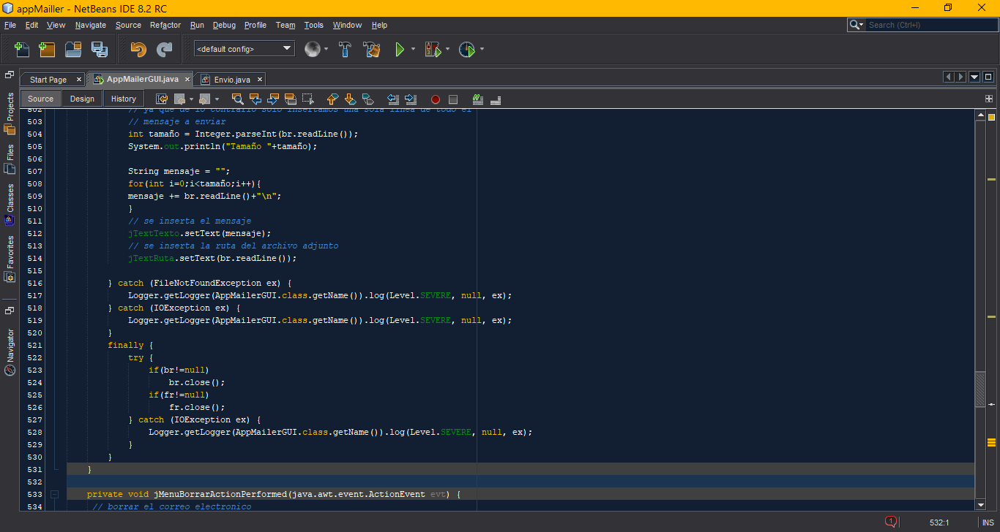 appMailler - NetBeans IDE 8.2 RC
File Edit View Navigate Source Refactor Run Debug Profile Team Tools Window Help
Search (Ctrl+I)
<default config>
Start Page
AppMailerGUI.java
Envio.java
Source Design History
Projects
Files
Classes
Favorites
Navigator
502 // ya que de lo contrario solo insertamos una sola linea de todo el
503 // mensaje a enviar
504 int tamaño = Integer.parseInt(br.readLine());
505 System.out.println("Tamaño "+tamaño);
506
507 String mensaje = "";
508 for(int i=0;i<tamaño;i++){
509 mensaje += br.readLine()+"\n";
510 }
511 // se inserta el mensaje
512 jTextTexto.setText(mensaje);
513 // se inserta la ruta del archivo adjunto
514 jTextRuta.setText(br.readLine());
515
516 } catch (FileNotFoundException ex) {
517 Logger.getLogger(AppMailerGUI.class.getName()).log(Level.SEVERE, null, ex);
518 } catch (IOException ex) {
519 Logger.getLogger(AppMailerGUI.class.getName()).log(Level.SEVERE, null, ex);
520 }
521 finally {
522 try {
523 if(br!=null)
524 br.close();
525 if(fr!=null)
526 fr.close();
527 } catch (IOException ex) {
528 Logger.getLogger(AppMailerGUI.class.getName()).log(Level.SEVERE, null, ex);
529 }
530 }
531 }
532
533 private void jMenuBorrarActionPerformed(java.awt.event.ActionEvent evt) {
534 // borrar el correo electronico
1
532:1
INS